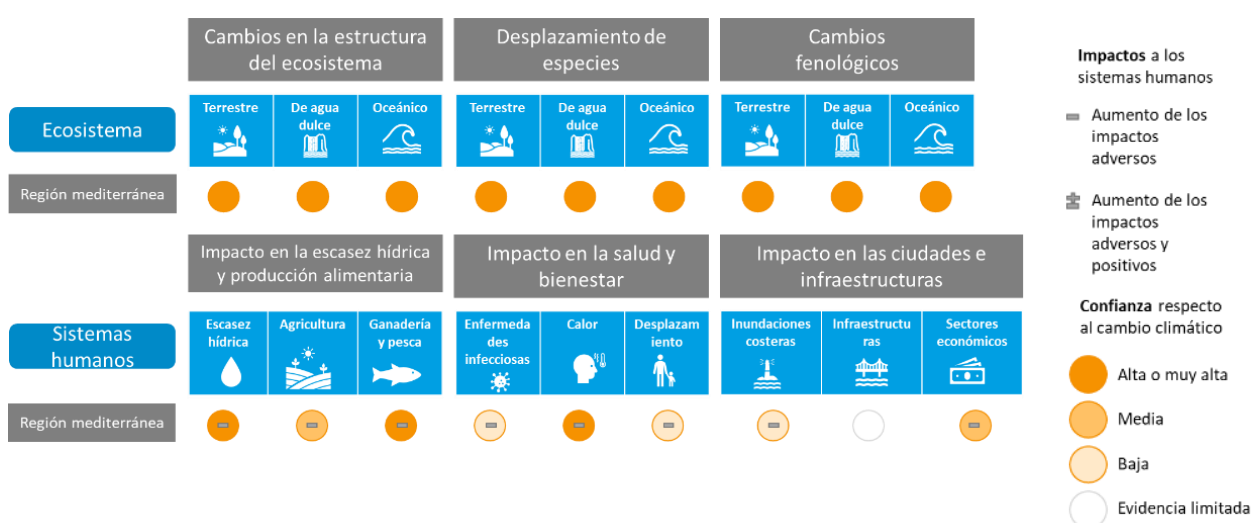 Cambios en la estructura
del ecosistema
Desplazamiento de
especies
Cambios
fenológicos
Ecosistema
Terrestre
De agua
dulce
Oceánico
Terrestre
De agua
dulce
Oceánico
Terrestre
De agua
dulce
Oceánico
Región mediterránea
Impacto en la escasez hídrica
y producción alimentaria
Impacto en la salud y
bienestar
Impacto en las ciudades e
infraestructuras
Sistemas
humanos
Escasez
hídrica
Agricultura
Ganadería
y pesca
Enfermeda
des
infecciosas
Calor
Desplazam
iento
Inundaciones
costeras
Infraestructu
ras
Sectores
económicos
Región mediterránea
Impactos a los
sistemas humanos
Aumento de los
impactos
adversos
Aumento de los
impactos
adversos y
positivos
Confianza respecto
al cambio climático
Alta o muy alta
Media
Baja
Evidencia limitada